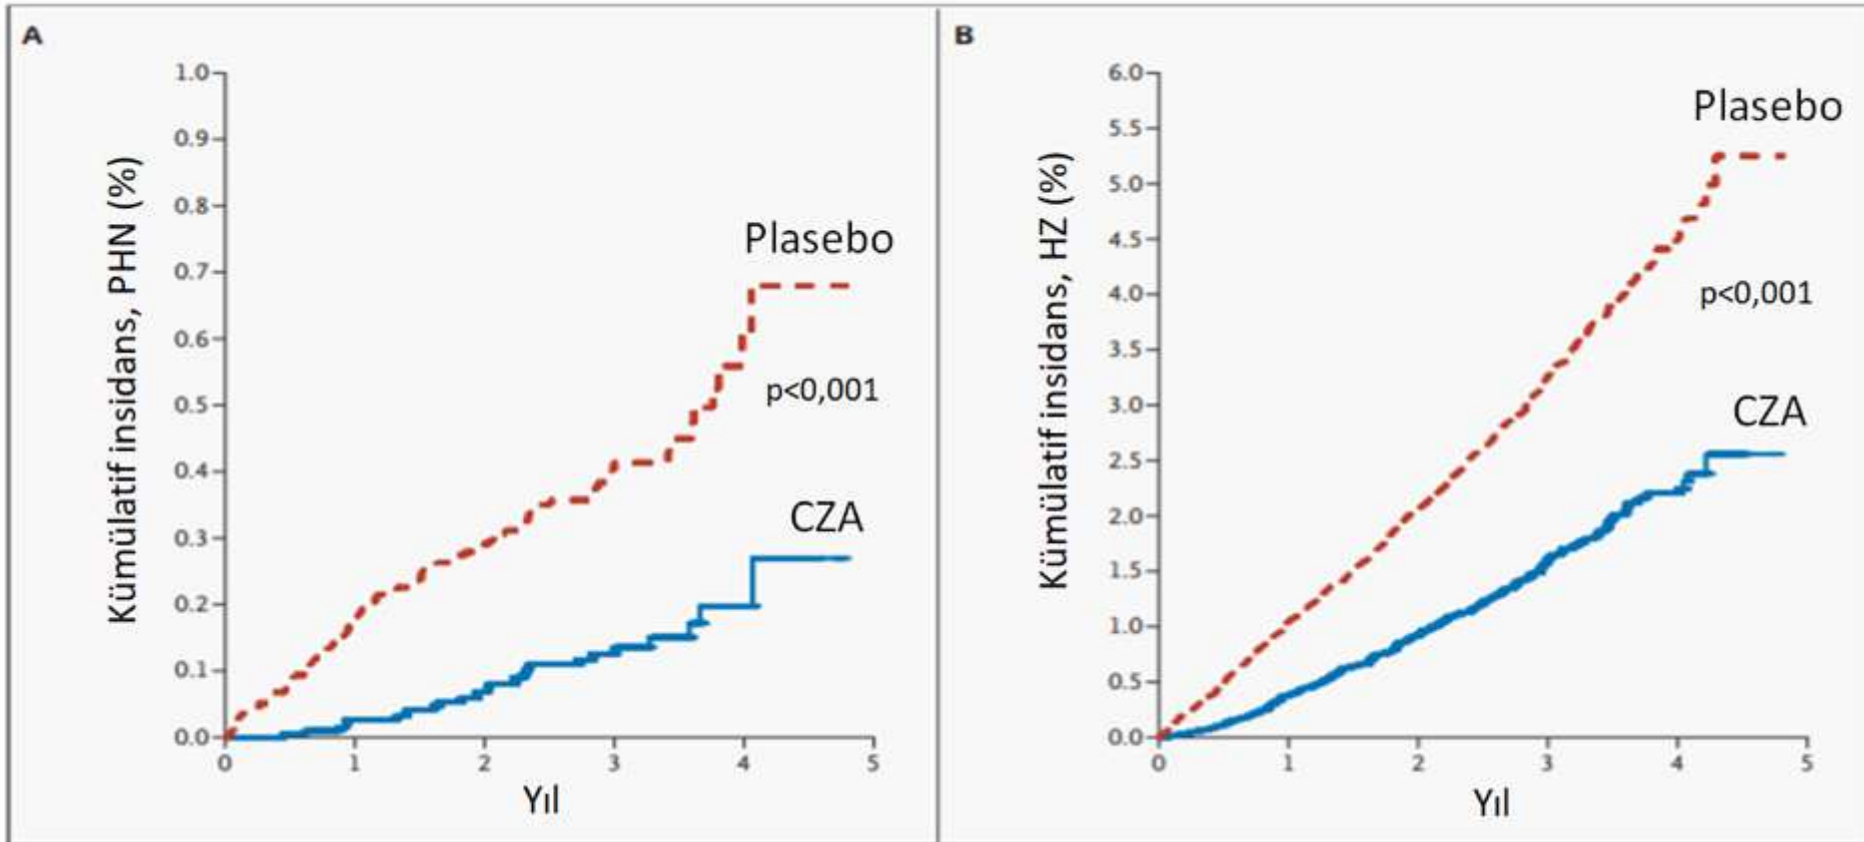 A
Kümülatif insidans, PHN (%)
1.0
0.9
0.8
0.7
0.6
0.5
0.4
0.3
0.2
0.1
0.0
Plasebo
p<0,001
CZA
0 1 2 3 4 5
Yıl
B
Kümülatif insidans, HZ (%)
6.0
5.5
5.0
4.5
4.0
3.5
3.0
2.5
2.0
1.5
1.0
0.5
0.0
Plasebo
p<0,001
CZA
0 1 2 3 4 5
Yıl